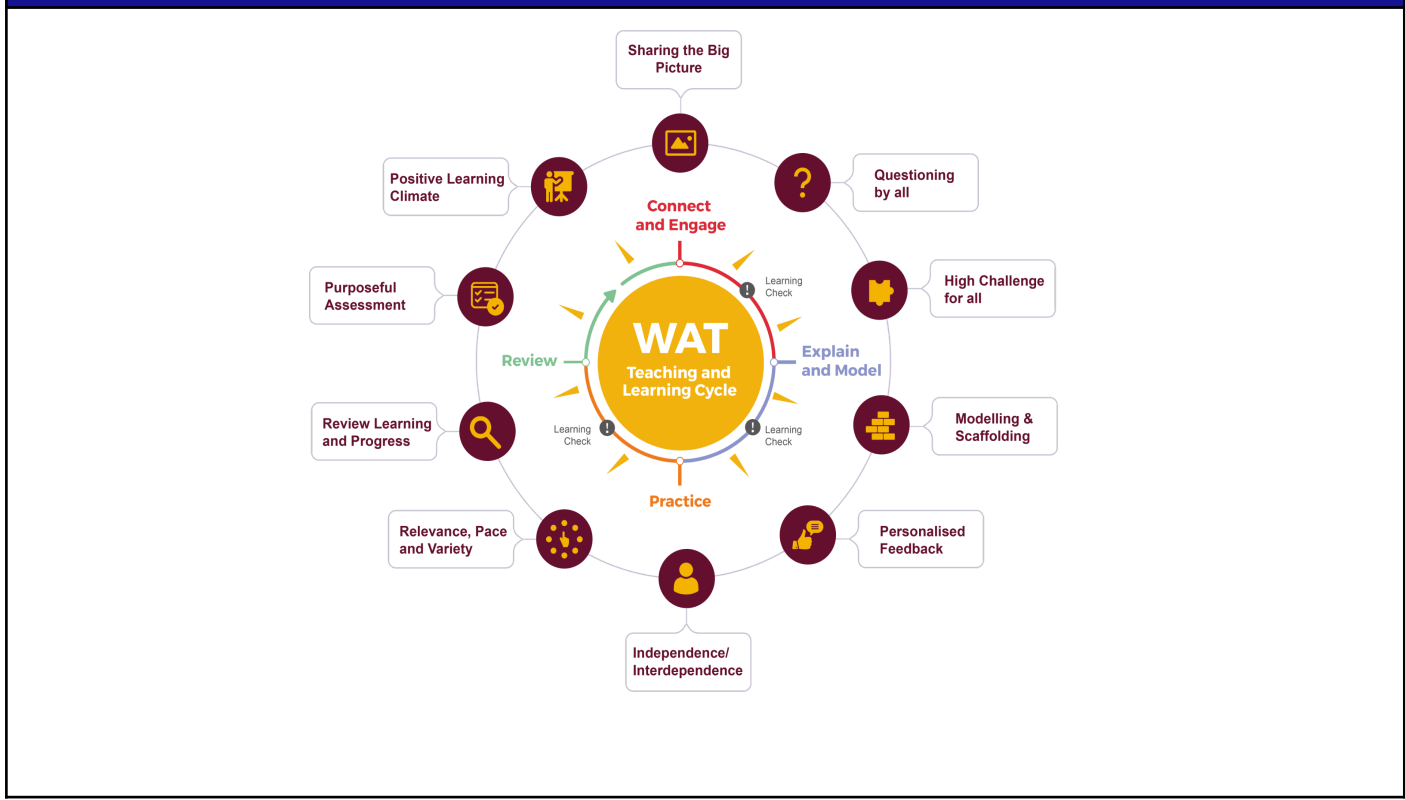 Sharing the Big
Picture
Positive Learning
Climate
Questioning
by all
Connect
and Engage
Purposeful
Assessment
Learning
Check
High Challenge
for all
WAT
Teaching and
Learning Cycle
Review
Explain
and Model
Review Learning
and Progress
Learning
Check
Learning
Check
Modelling &
Scaffolding
Practice
Relevance, Pace
and Variety
Personalised
Feedback
Independence/
Interdependence